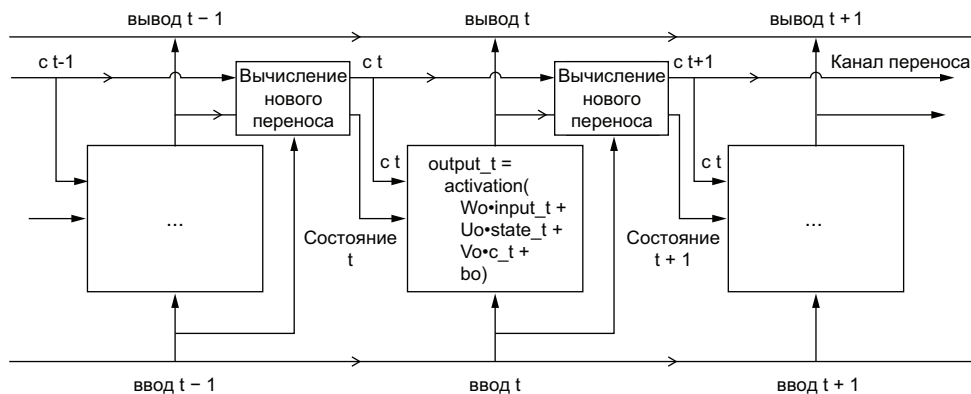 вывод t − 1
вывод t
вывод t + 1
c t-1
Вычисление
нового
переноса
c t
Вычисление
нового
переноса
c t+1
Канал переноса
...
c t
output_t =
activation(
Wo•input_t +
Uo•state_t +
Vo•c_t +
bo)
c t
...
Состояние
t
Состояние
t + 1
ввод t − 1
ввод t
ввод t + 1